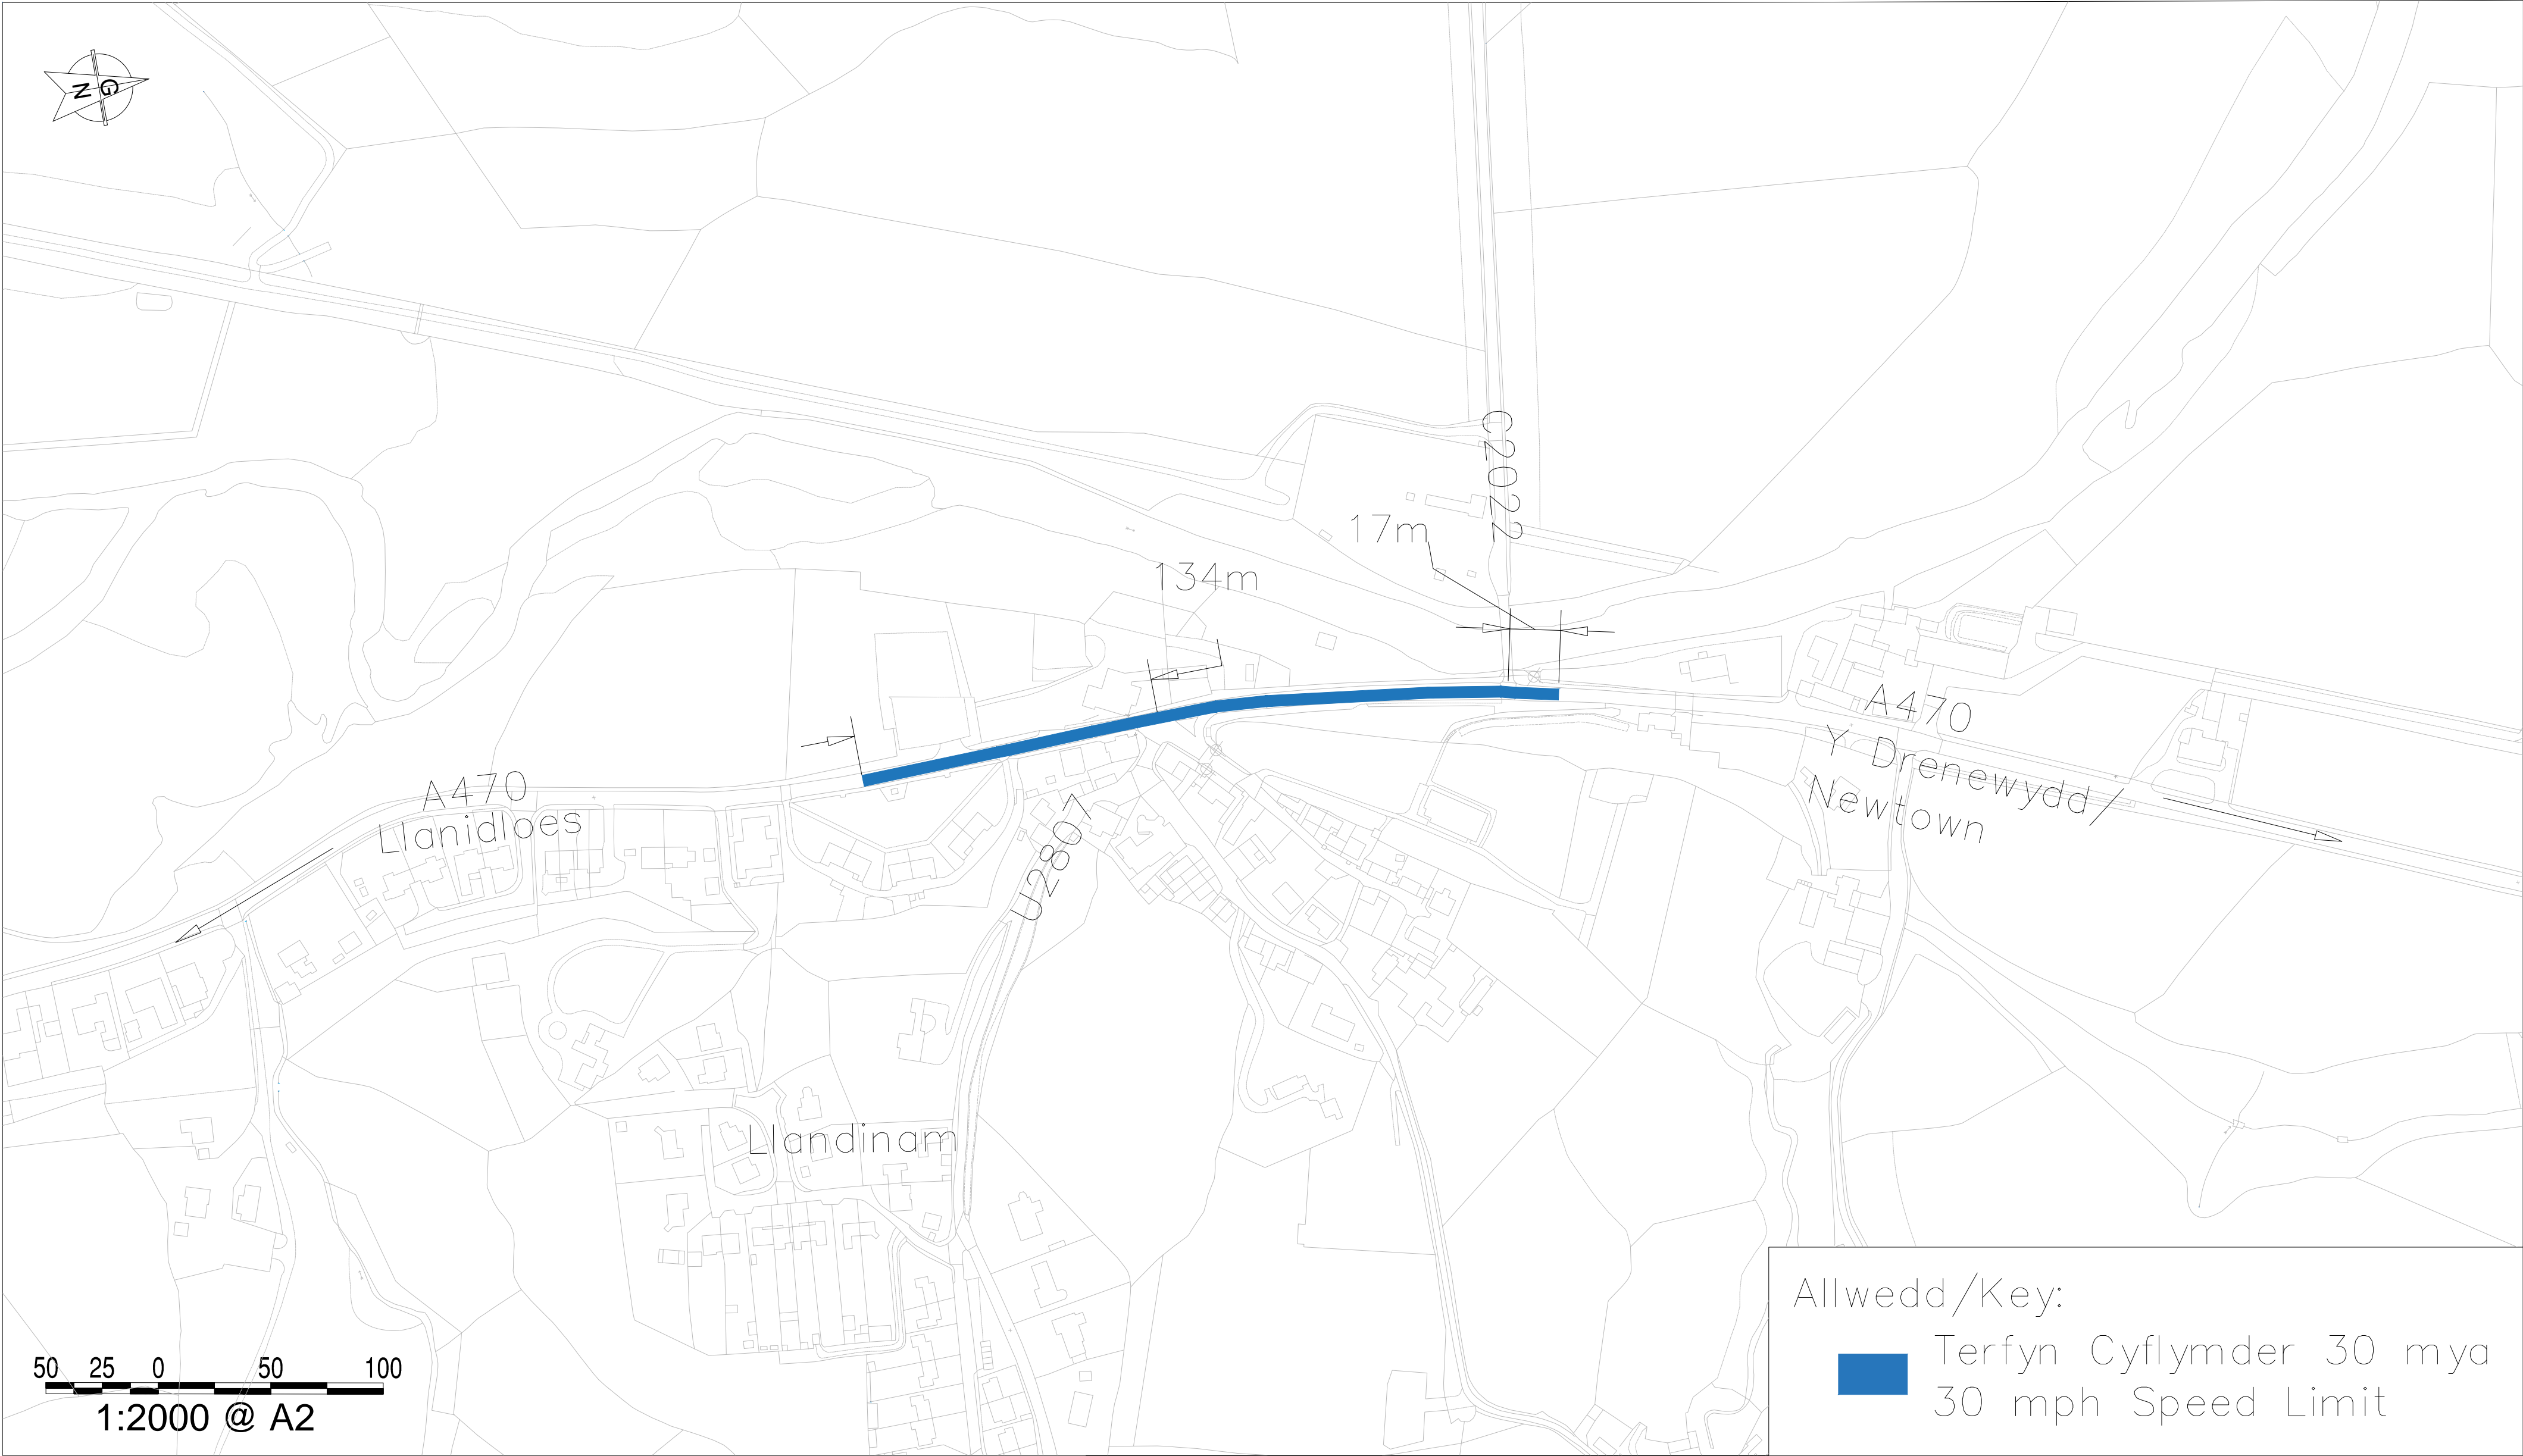 N G
C2022
17m
134m
A470
Y Drenewydd/
Newtown
A470
Llanidloes
U2807
Llandinam
Allwedd/Key:
Terfyn Cyflymder 30 mya
30 mph Speed Limit
50 25 0 50 100
1:2000 @ A2